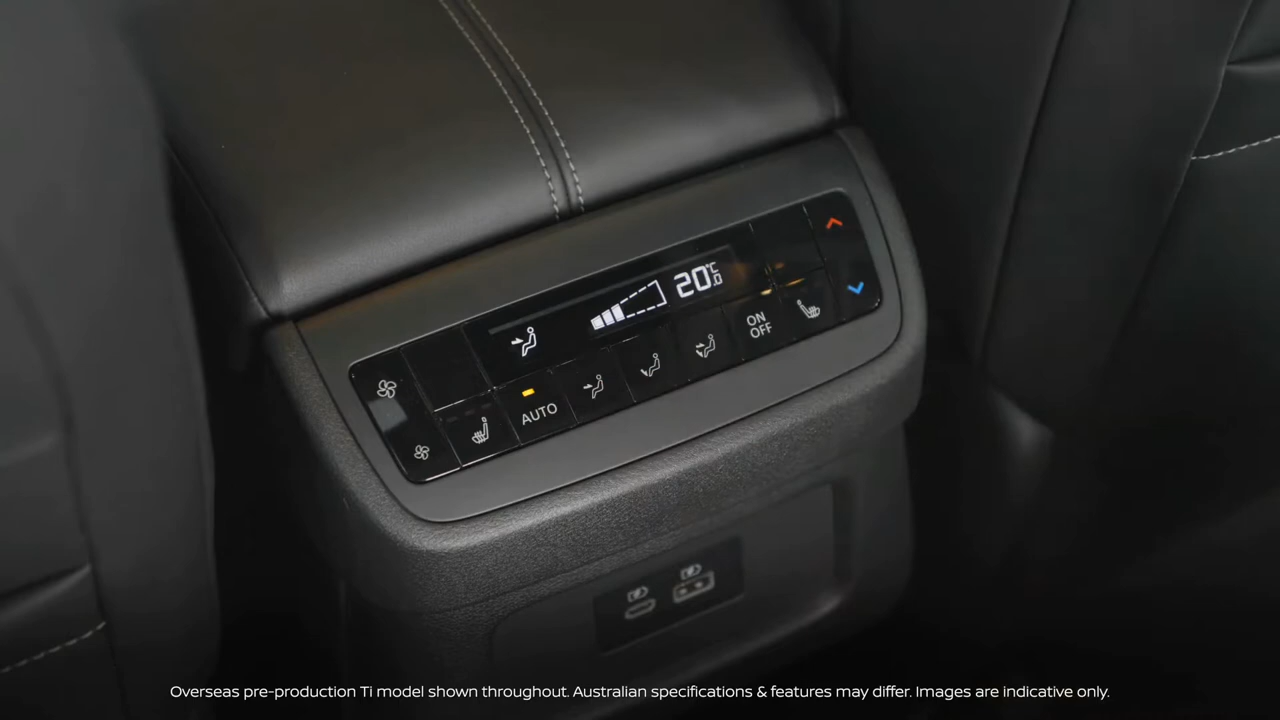 20.0°C
AUTO
ON
OFF
Overseas pre-production Ti model shown throughout. Australian specifications & features may differ. Images are indicative only.